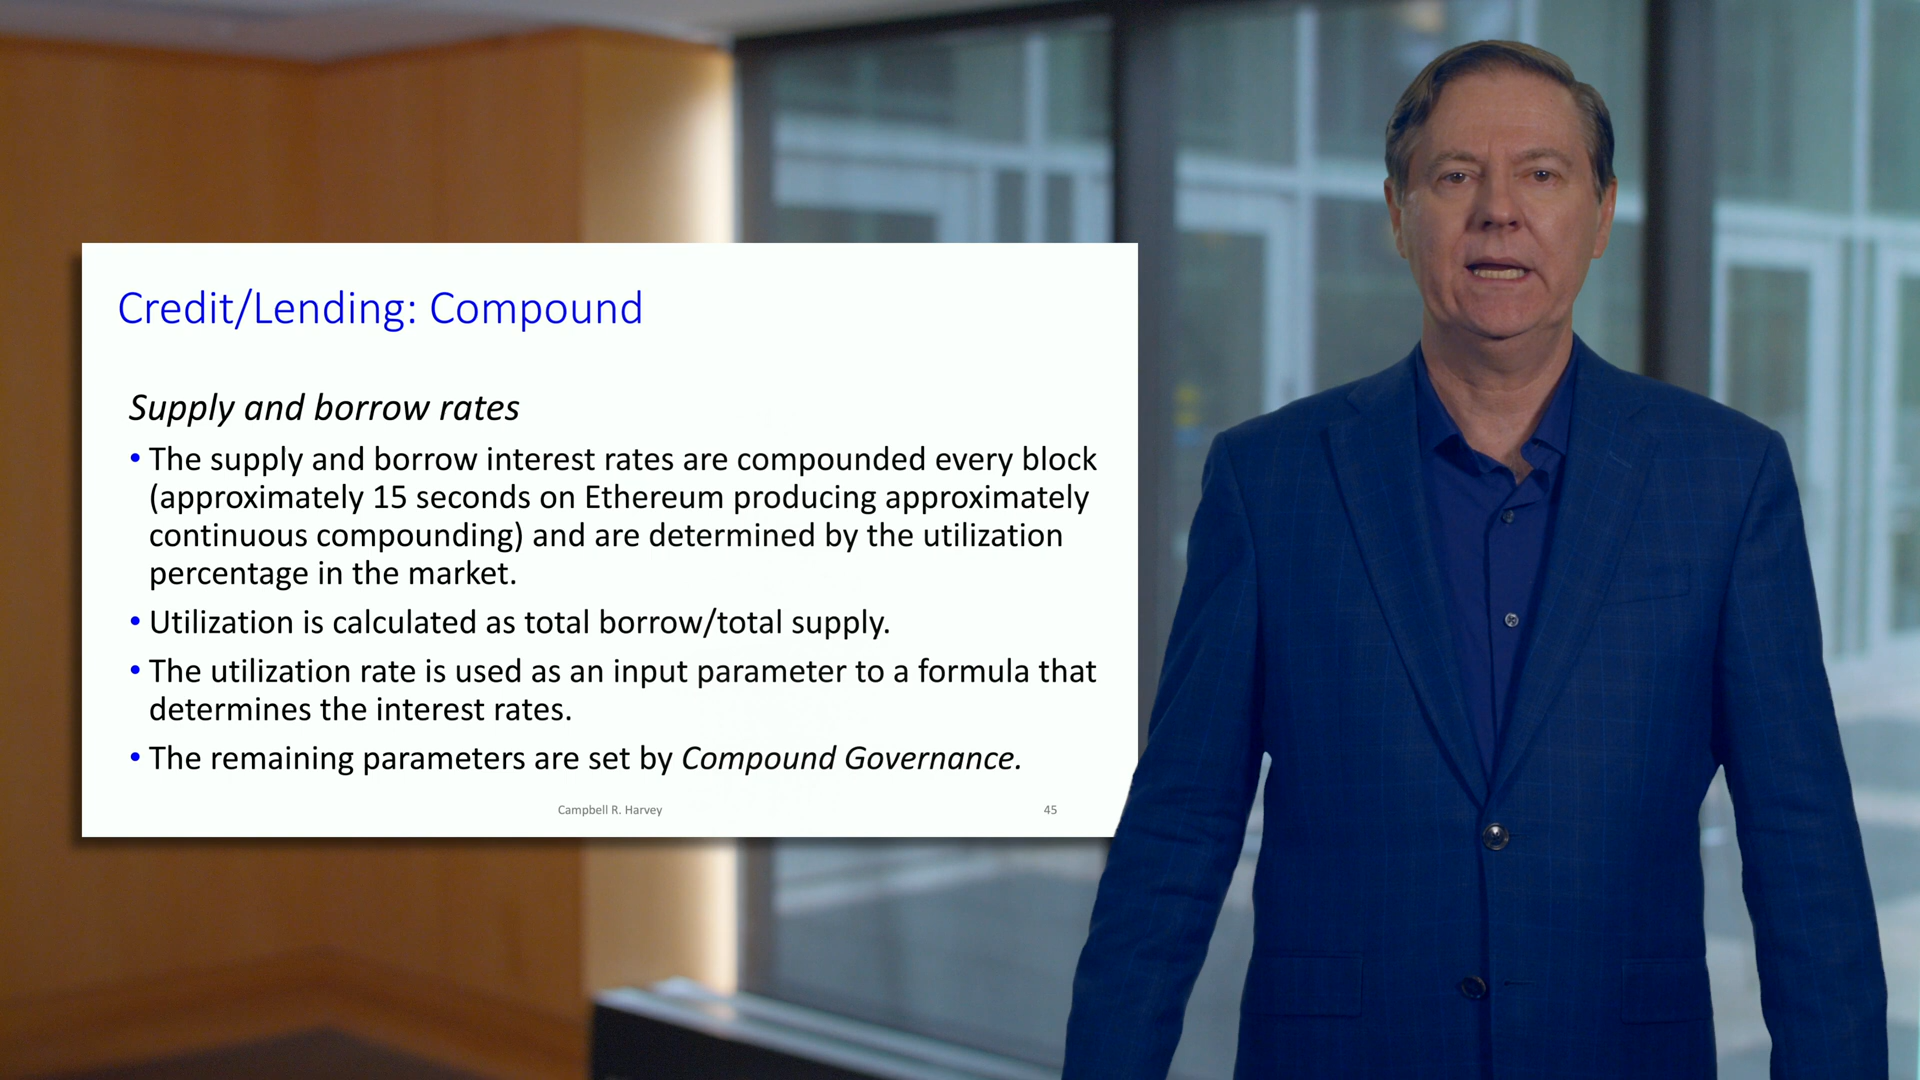 Credit/Lending: Compound
Supply and borrow rates
• The supply and borrow interest rates are compounded every block
(approximately 15 seconds on Ethereum producing approximately
continuous compounding) and are determined by the utilization
percentage in the market.
• Utilization is calculated as total borrow/total supply.
• The utilization rate is used as an input parameter to a formula that
determines the interest rates.
• The remaining parameters are set by Compound Governance.
Campbell R. Harvey
45